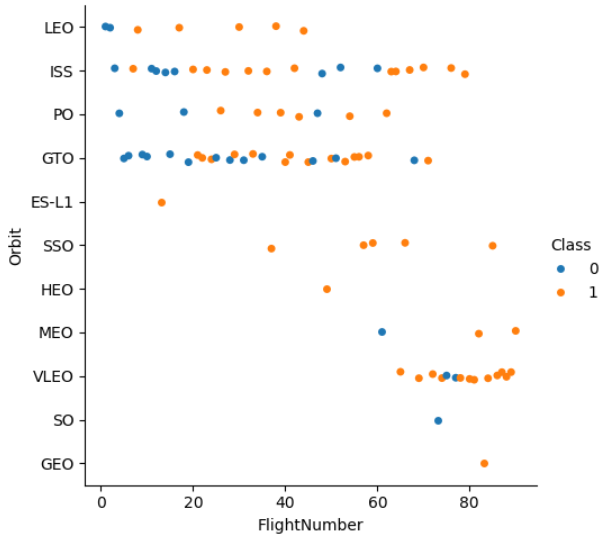 LEO
ISS
PO
GTO
ES-L1
SSO
HEO
MEO
VLEO
SO
GEO
Orbit
0
20
40
60
80
FlightNumber
Class
0
1